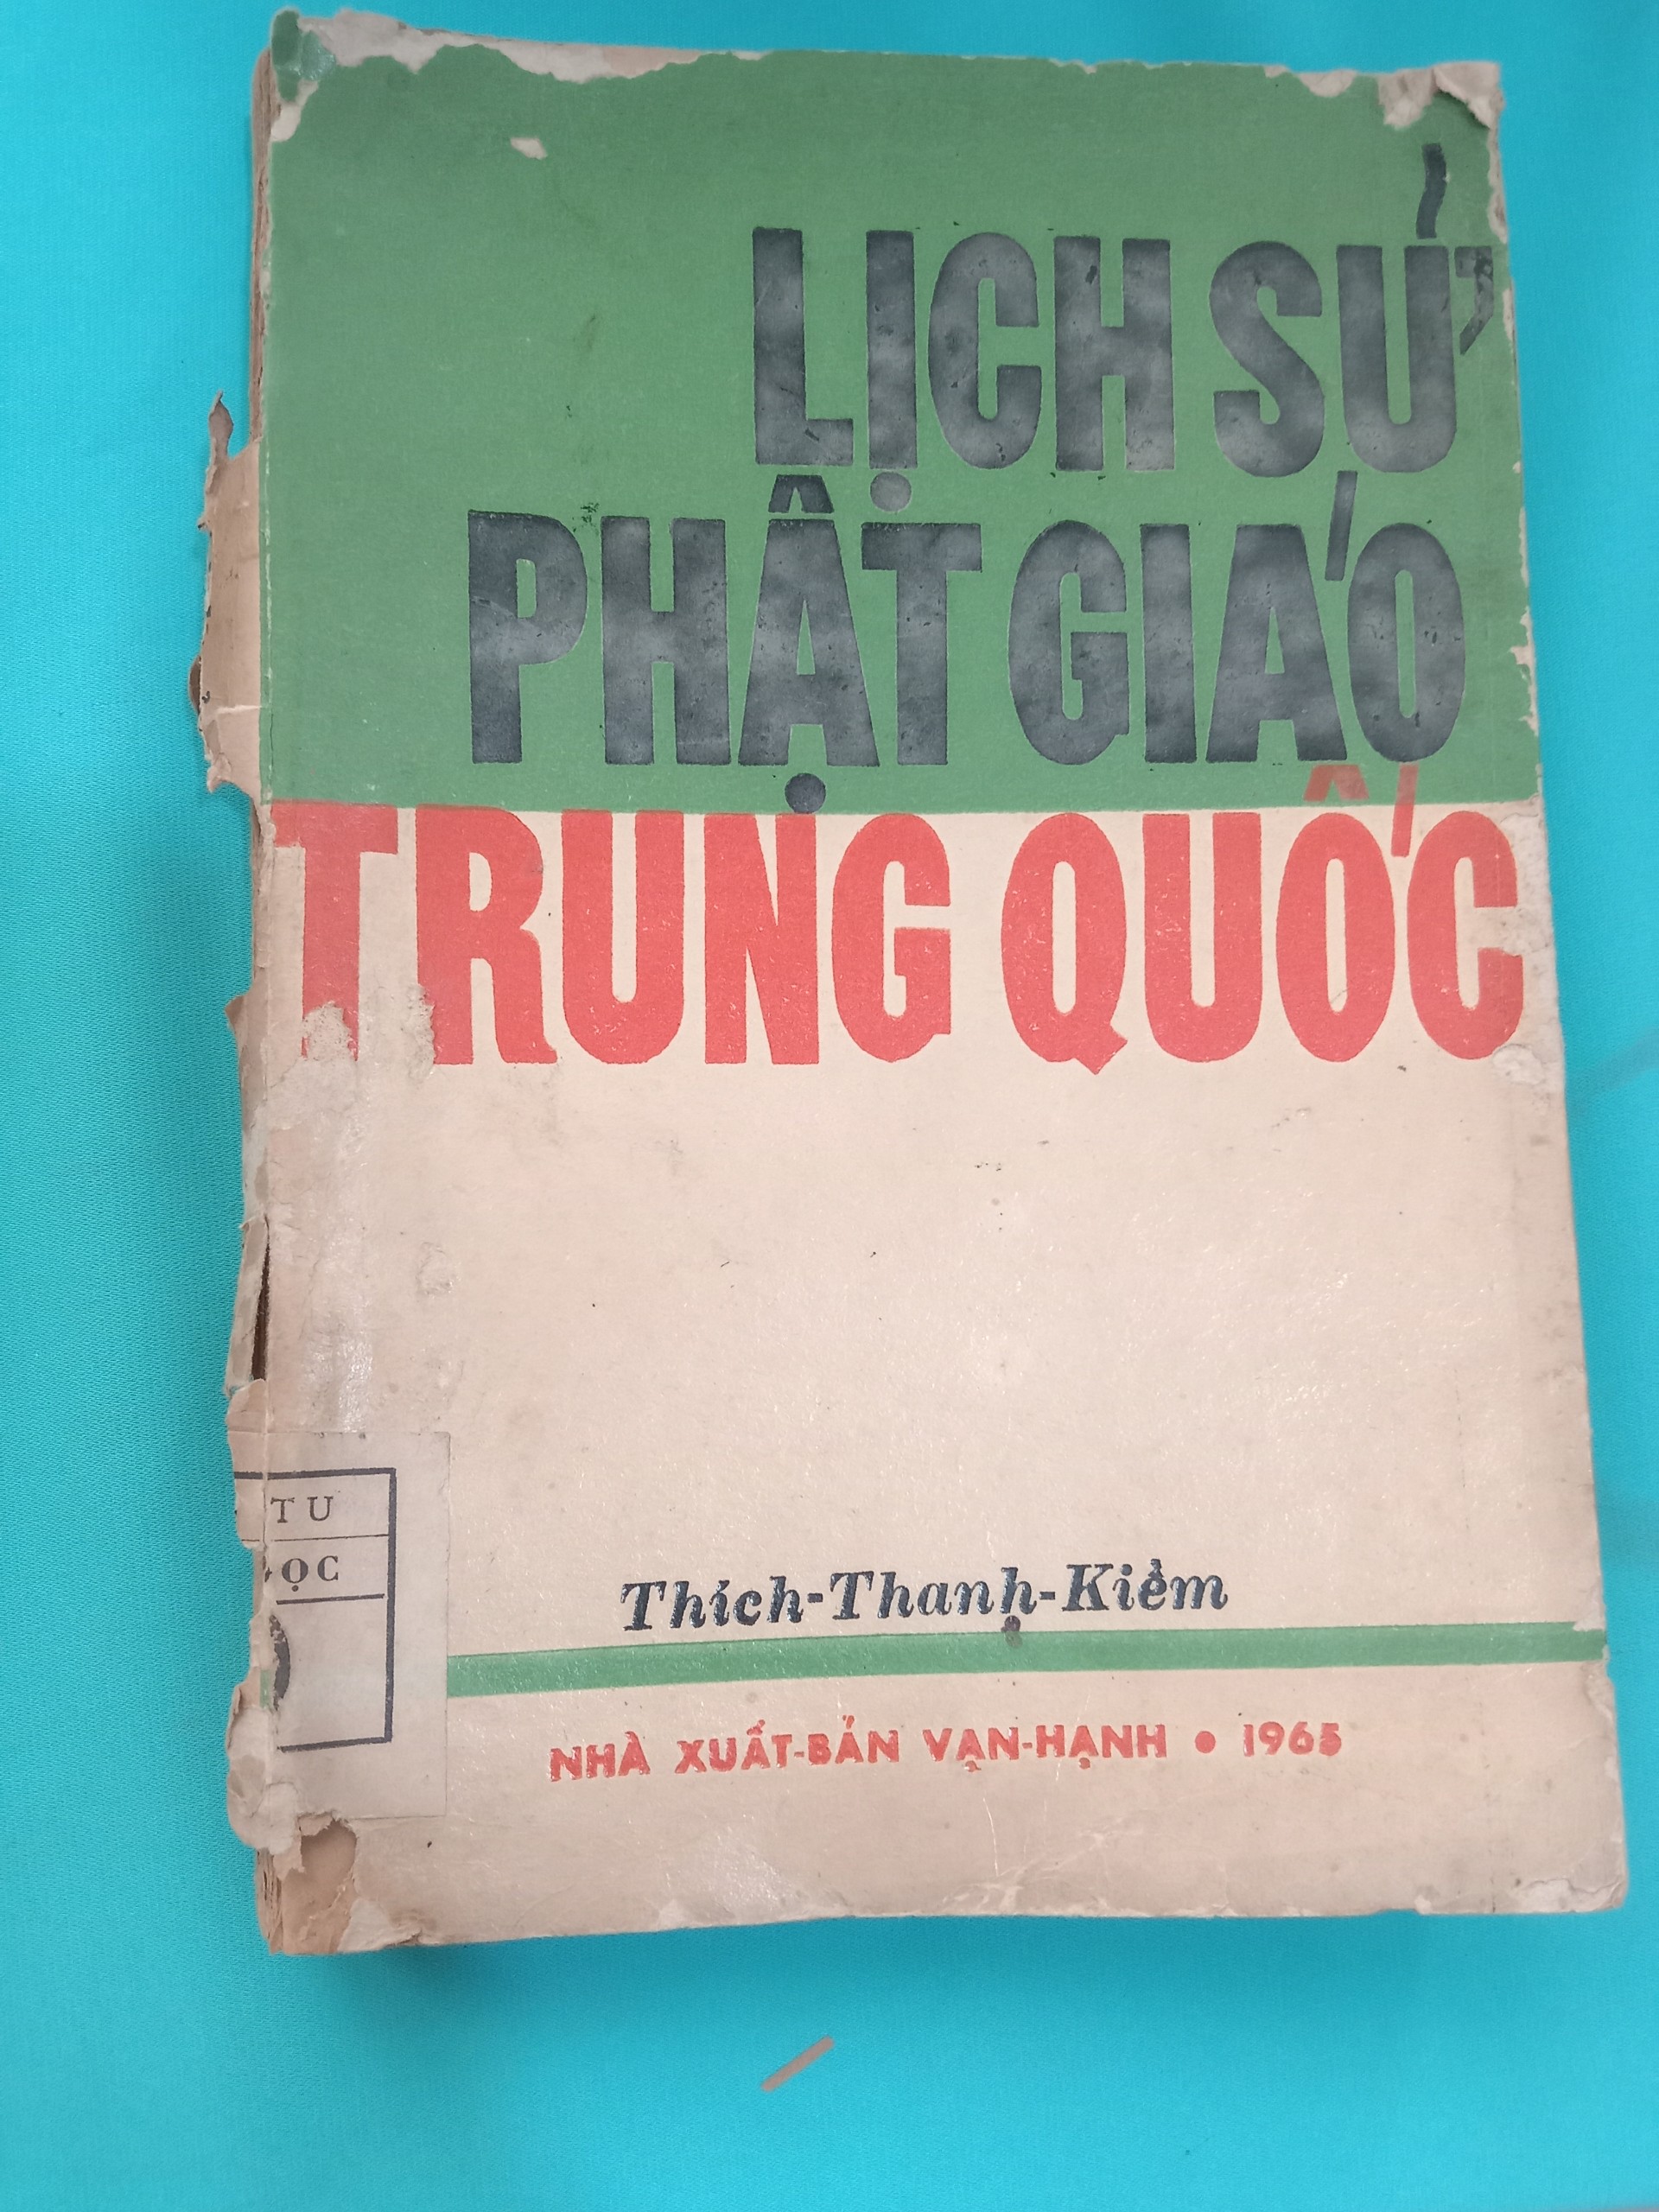 LỊCH SỬ
PHẬT GIÁO
TRUNG QUỐC
TU
ỌC
Thích-Thanh-Kiểm
NHÀ XUẤT-BẢN VẠN-HẠNH • 1965